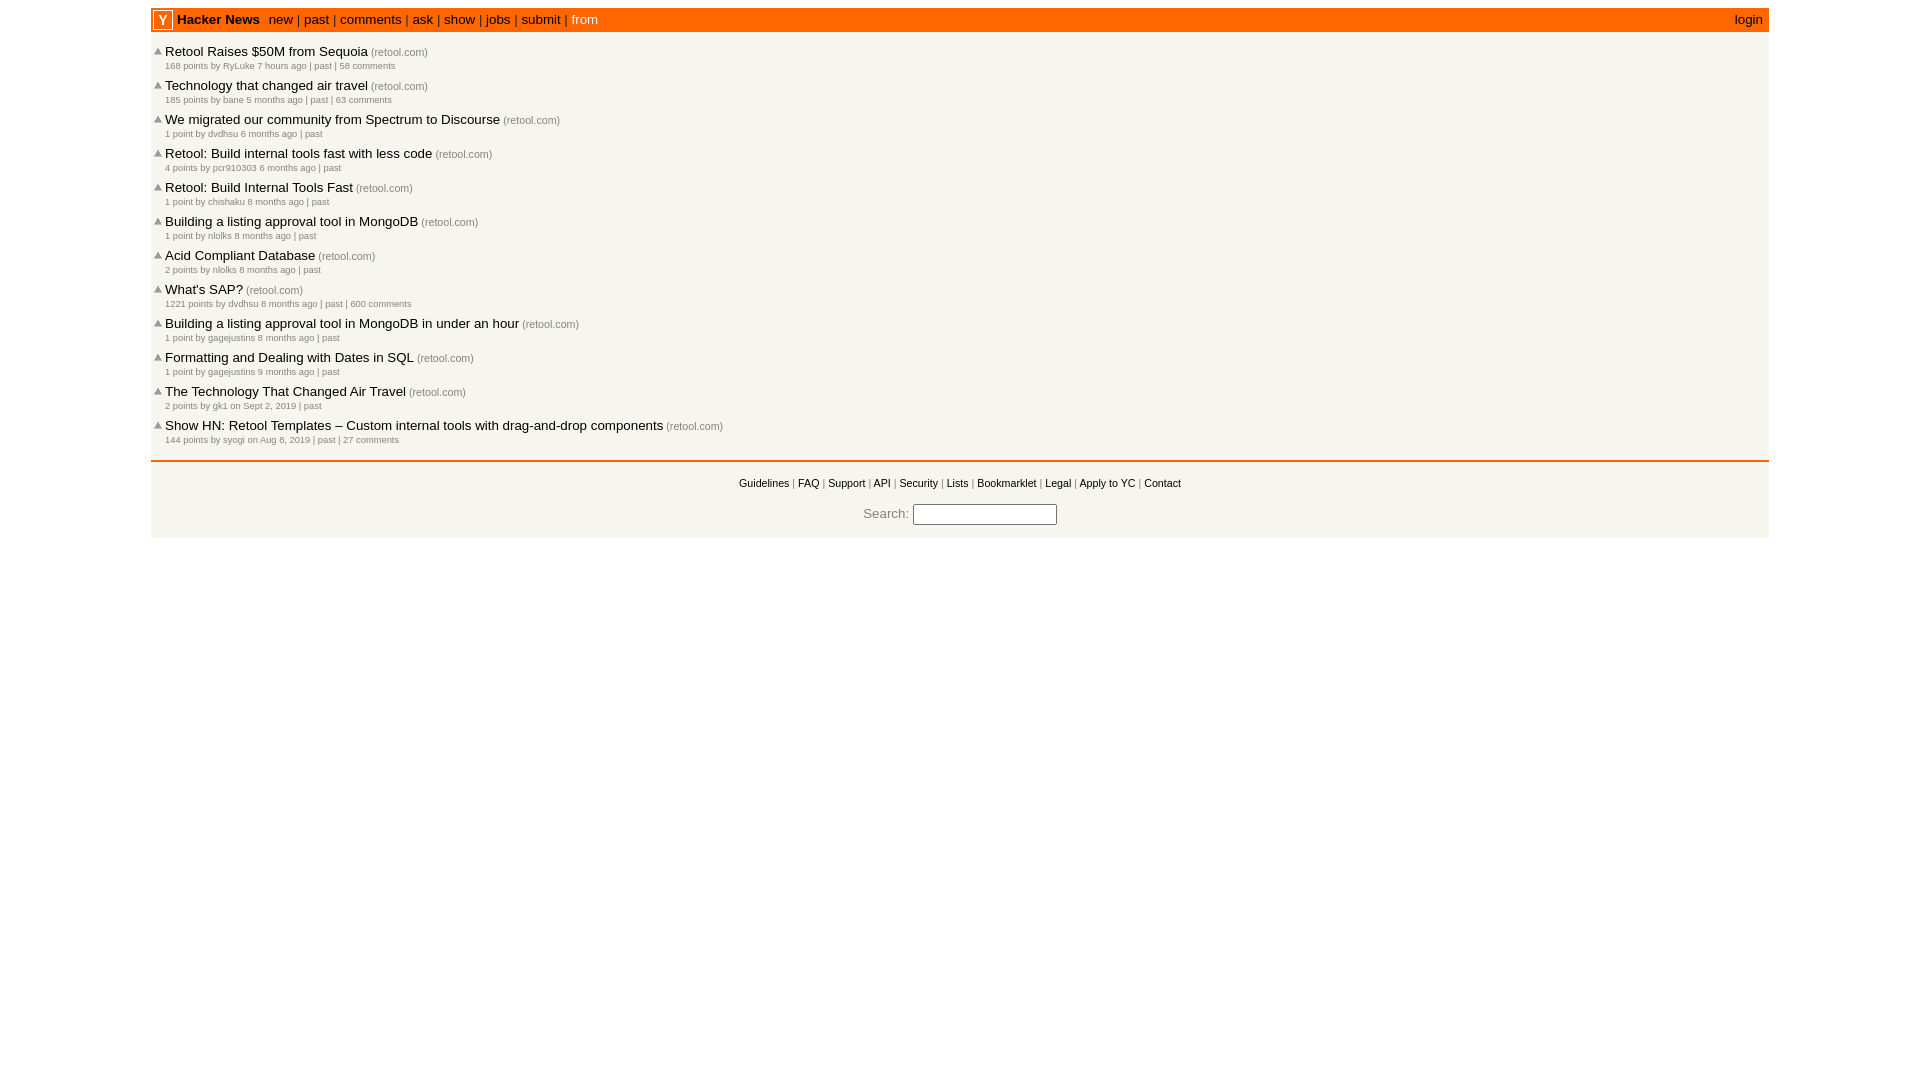 Y Hacker News new | past | comments | ask | show | jobs | submit | from login
Retool Raises $50M from Sequoia (retool.com)
168 points by RyLuke 7 hours ago | past | 58 comments
Technology that changed air travel (retool.com)
185 points by bane 5 months ago | past | 63 comments
We migrated our community from Spectrum to Discourse (retool.com)
1 point by dvdhsu 6 months ago | past
Retool: Build internal tools fast with less code (retool.com)
4 points by pcr910303 6 months ago | past
Retool: Build Internal Tools Fast (retool.com)
1 point by chishaku 8 months ago | past
Building a listing approval tool in MongoDB (retool.com)
1 point by nlolks 8 months ago | past
Acid Compliant Database (retool.com)
2 points by nlolks 8 months ago | past
What's SAP? (retool.com)
1221 points by dvdhsu 8 months ago | past | 600 comments
Building a listing approval tool in MongoDB in under an hour (retool.com)
1 point by gagejustins 8 months ago | past
Formatting and Dealing with Dates in SQL (retool.com)
1 point by gagejustins 9 months ago | past
The Technology That Changed Air Travel (retool.com)
2 points by gk1 on Sept 2, 2019 | past
Show HN: Retool Templates – Custom internal tools with drag-and-drop components (retool.com)
144 points by syogi on Aug 8, 2019 | past | 27 comments
Guidelines | FAQ | Support | API | Security | Lists | Bookmarklet | Legal | Apply to YC | Contact
Search: